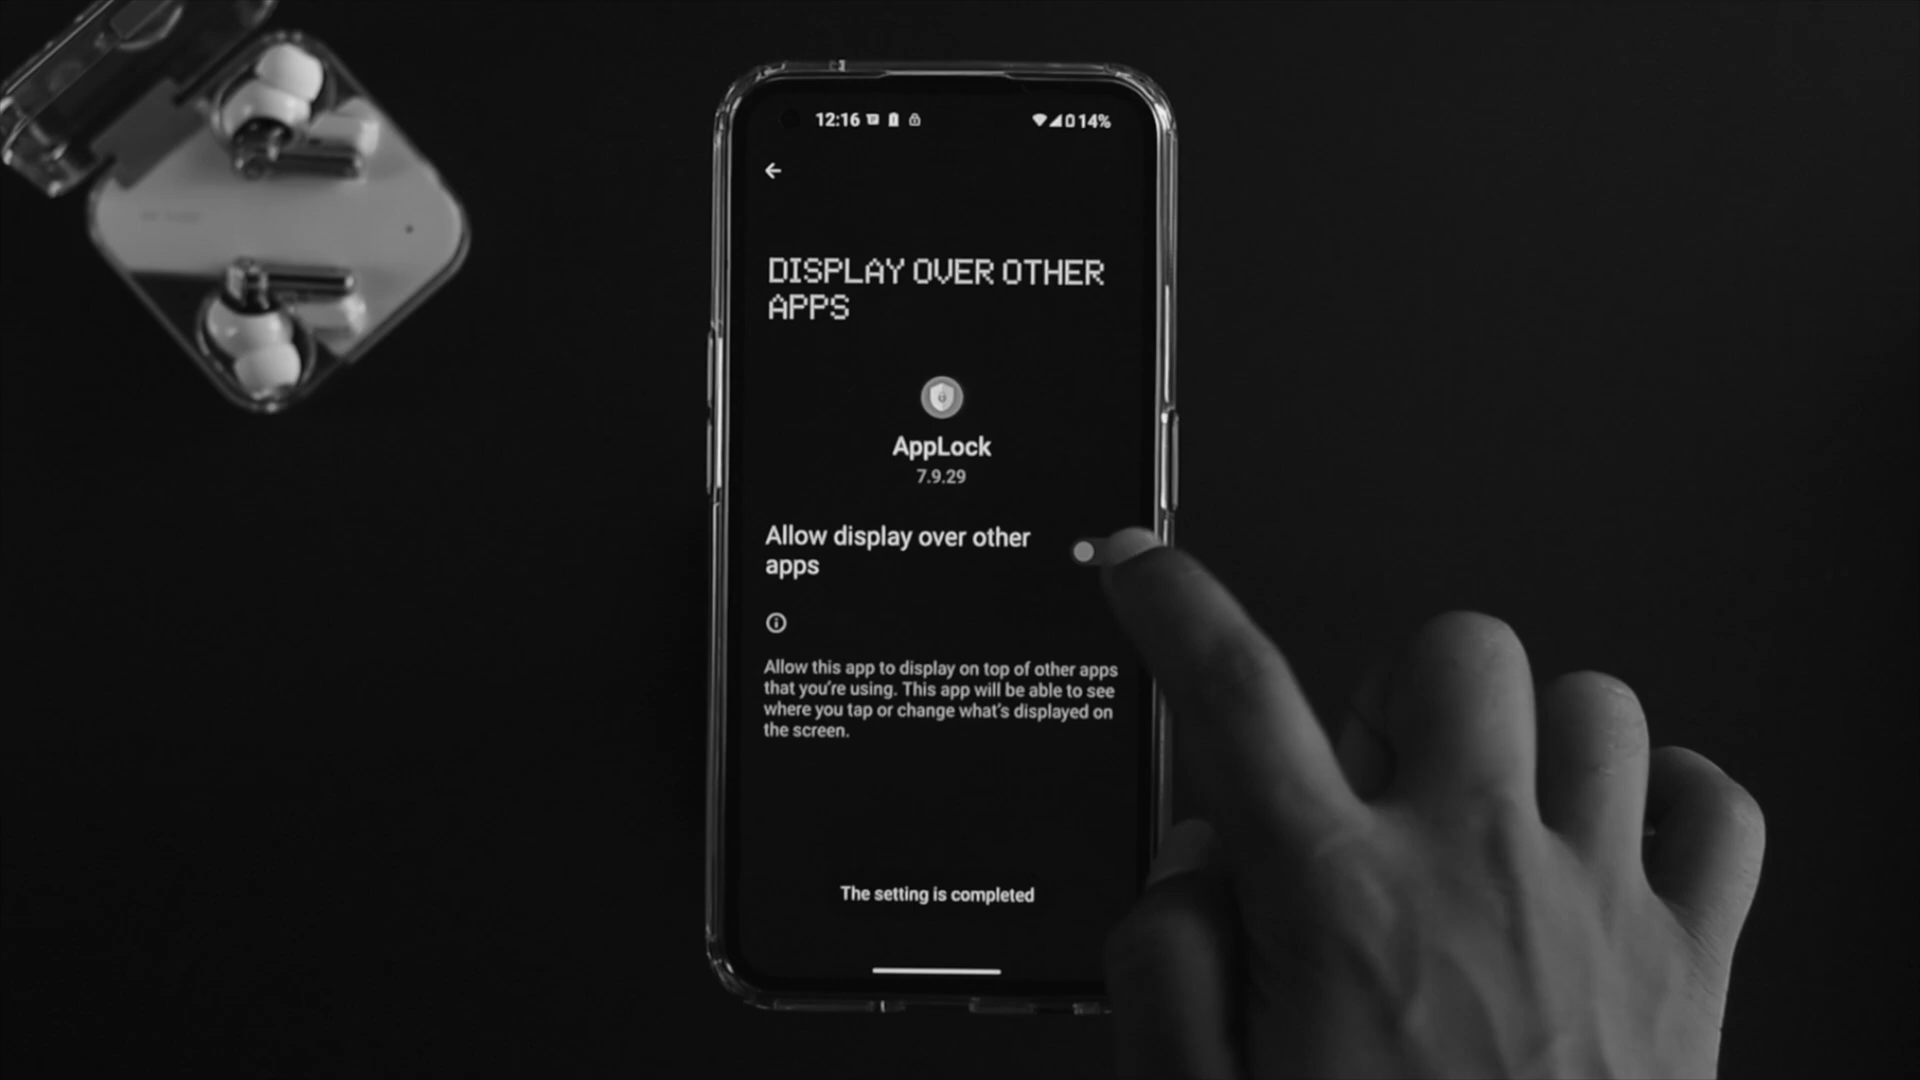 12:16
14%
DISPLAY OVER OTHER
APPS
AppLock
7.9.29
Allow display over other
apps
Allow this app to display on top of other apps
that you're using. This app will be able to see
where you tap or change what's displayed on
the screen.
The setting is completed